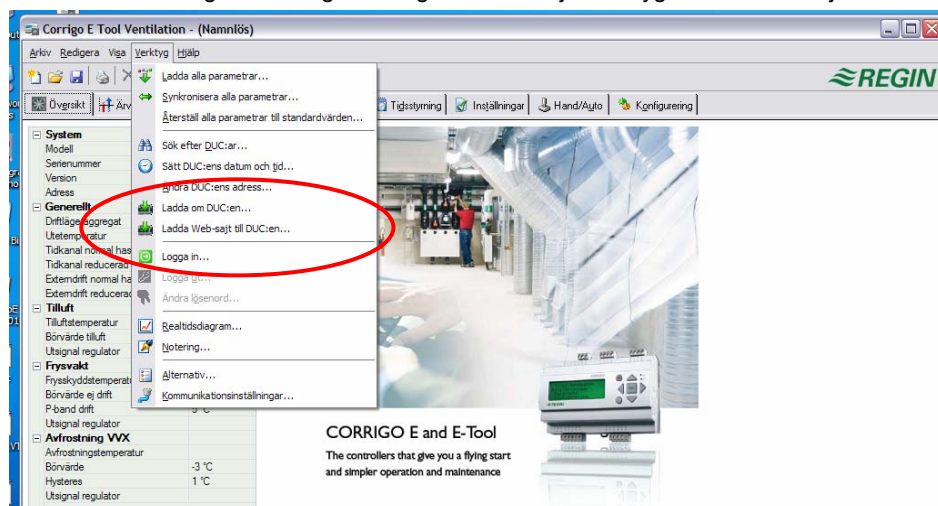 Corrigo E Tool Ventilation - (Namnlös)
Arkiv Redigera Visa Verktyg Hjälp
REGIN
Översikt Ärv Tidsstyrning Inställningar Hand/Auto Konfigurering
Ladda alla parametrar...
Synkronisera alla parametrar...
Återställ alla parametrar till standardvärden...
Sök efter DUC:ar...
Sätt DUC:ens datum och tid...
Ändra DUC:ens adress...
Ladda om DUC:en...
Ladda Web-sajt till DUC:en...
Logga in...
Logga ut...
Ändra lösenord...
Realtidsdiagram...
Notering...
Alternativ...
Kommunikationsinställningar...
System
Modell
Serienummer
Version
Adress
Generellt
Driftläge aggregat
Utetemperatur
Tidkanal normal has
Tidkanal reducerad
Externdrift normal ha
Externdrift reducerad
Tilluft
Tilluftstemperatur
Börvärde tilluft
Utsignal regulator
Frysvakt
Frysskyddstemperatu
Börvärde ej drift
P-band drift 5 °C
Utsignal regulator
Avfrostning VVX
Avfrostningstemperatur
Börvärde -3 °C
Hysteres 1 °C
Utsignal regulator
CORRIGO E and E-Tool
The controllers that give you a flying start
and simpler operation and maintenance